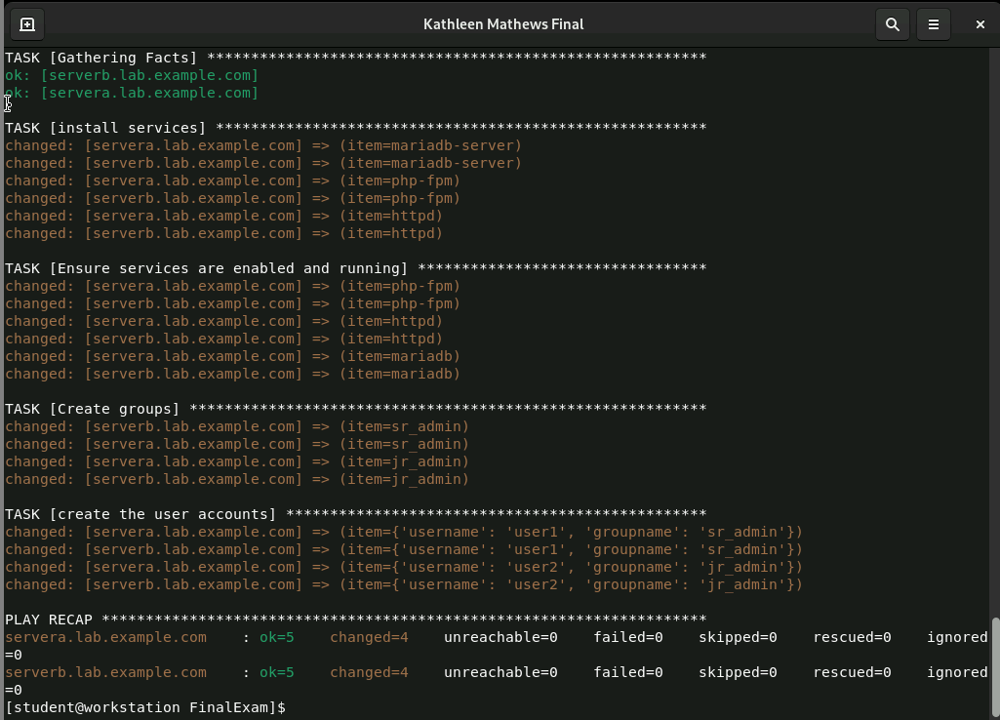 Kathleen Mathews Final
TASK [Gathering Facts] *********************************************************
ok: [serverb.lab.example.com]
ok: [servera.lab.example.com]
TASK [install services] ********************************************************
changed: [servera.lab.example.com] => (item=mariadb-server)
changed: [serverb.lab.example.com] => (item=mariadb-server)
changed: [servera.lab.example.com] => (item=php-fpm)
changed: [serverb.lab.example.com] => (item=php-fpm)
changed: [servera.lab.example.com] => (item=httpd)
changed: [serverb.lab.example.com] => (item=httpd)
TASK [Ensure services are enabled and running] *********************************
changed: [servera.lab.example.com] => (item=php-fpm)
changed: [serverb.lab.example.com] => (item=php-fpm)
changed: [servera.lab.example.com] => (item=httpd)
changed: [serverb.lab.example.com] => (item=httpd)
changed: [servera.lab.example.com] => (item=mariadb)
changed: [serverb.lab.example.com] => (item=mariadb)
TASK [Create groups] ***********************************************************
changed: [serverb.lab.example.com] => (item=sr_admin)
changed: [servera.lab.example.com] => (item=sr_admin)
changed: [serverb.lab.example.com] => (item=jr_admin)
changed: [servera.lab.example.com] => (item=jr_admin)
TASK [create the user accounts] ************************************************
changed: [serverb.lab.example.com] => (item={'username': 'user1', 'groupname': 'sr_admin'})
changed: [servera.lab.example.com] => (item={'username': 'user1', 'groupname': 'sr_admin'})
changed: [serverb.lab.example.com] => (item={'username': 'user2', 'groupname': 'jr_admin'})
changed: [servera.lab.example.com] => (item={'username': 'user2', 'groupname': 'jr_admin'})
PLAY RECAP *********************************************************************
servera.lab.example.com    : ok=5    changed=4    unreachable=0    failed=0    skipped=0    rescued=0    ignored
=0
serverb.lab.example.com    : ok=5    changed=4    unreachable=0    failed=0    skipped=0    rescued=0    ignored
=0
[student@workstation FinalExam]$